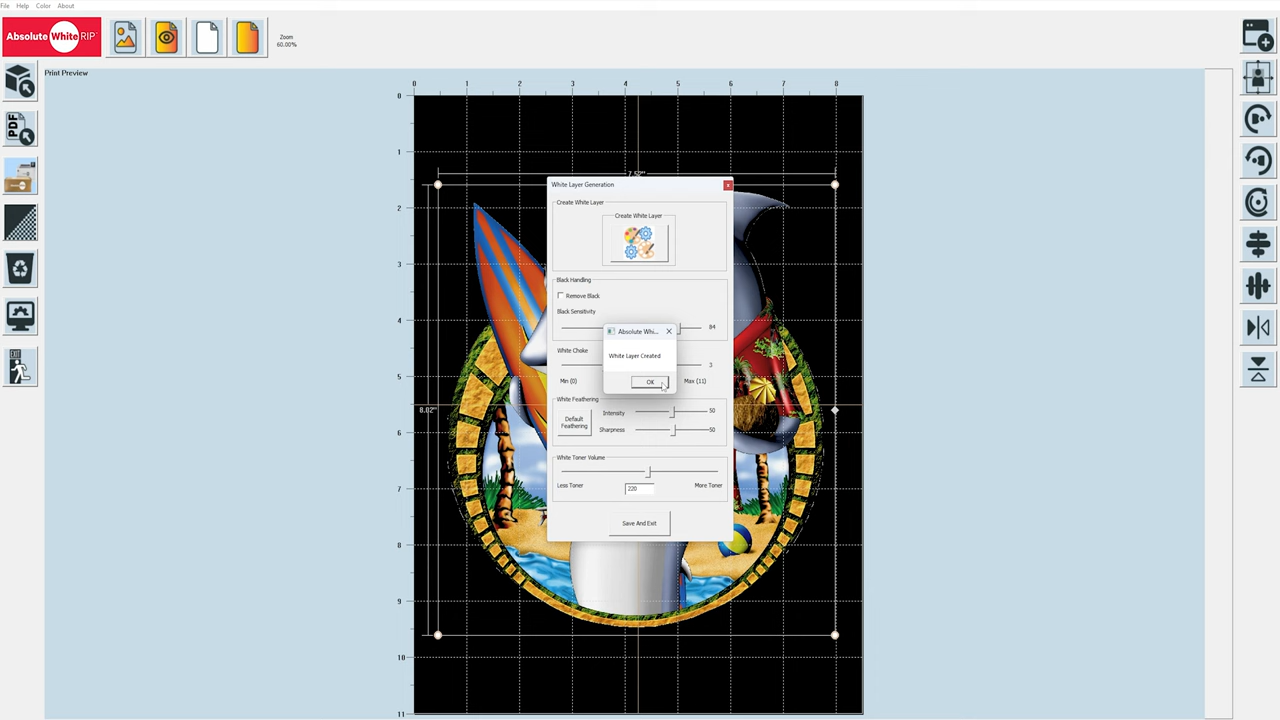 File Help Color About
Absolute White RIP
Zoom
60.00%
Print Preview
0 1 2 3 4 5 6 7 8
0
1
2
3
4
5
6
7
8
9
10
11
7.52"
8.02"
PDF
EXIT
White Layer Generation
Create White Layer
Create White Layer
Black Handling
Remove Black
Black Sensitivity
84
White Choke
3
Min (0) Max (11)
Absolute Whi...
White Layer Created
OK
White Feathering
Default
Feathering
Intensity 50
Sharpness 50
White Toner Volume
Less Toner 220 More Toner
Save And Exit